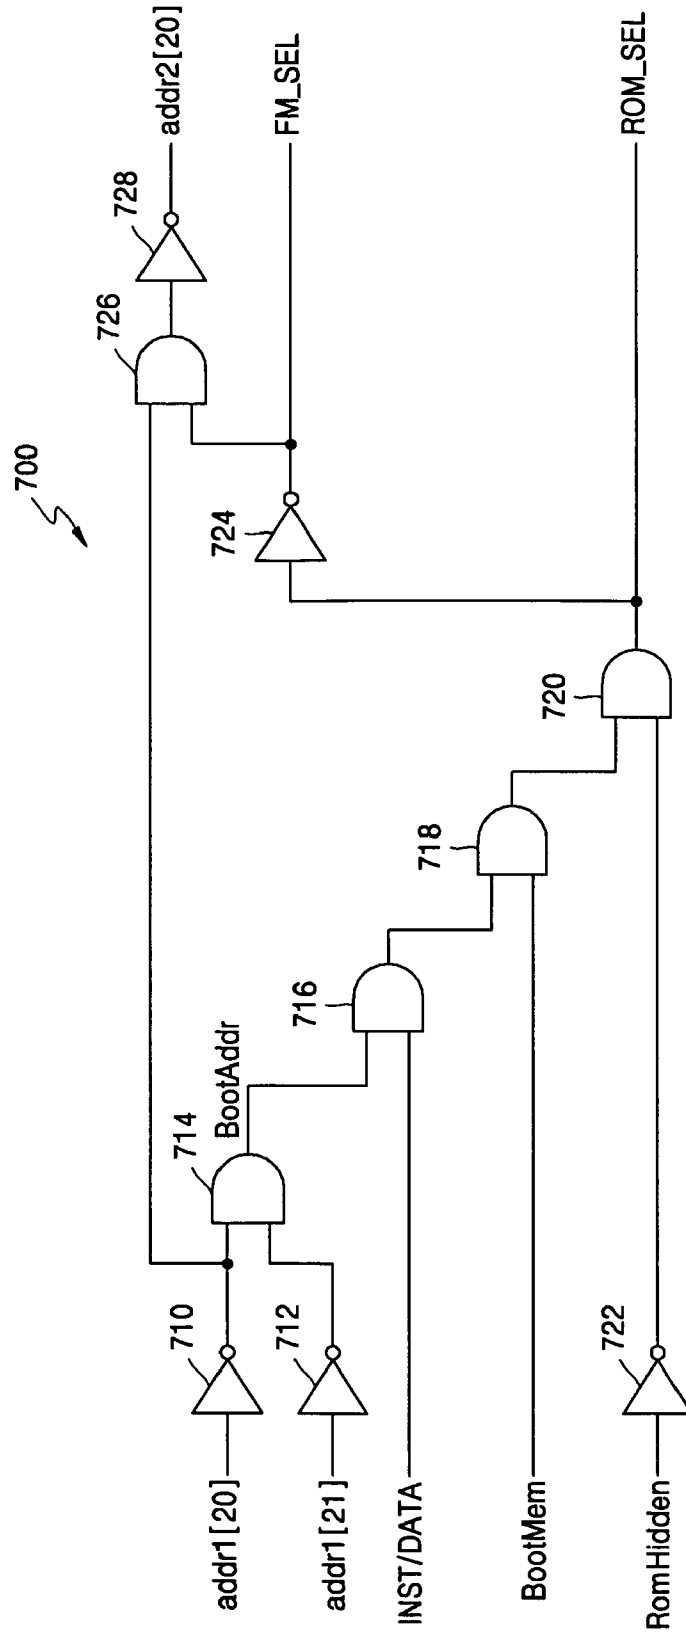 700
addr1[20]
addr1[21]
INST/DATA
BootMem
RomHidden
710
712
722
714
BootAddr
716
718
720
724
726
728
addr2[20]
FM_SEL
ROM_SEL